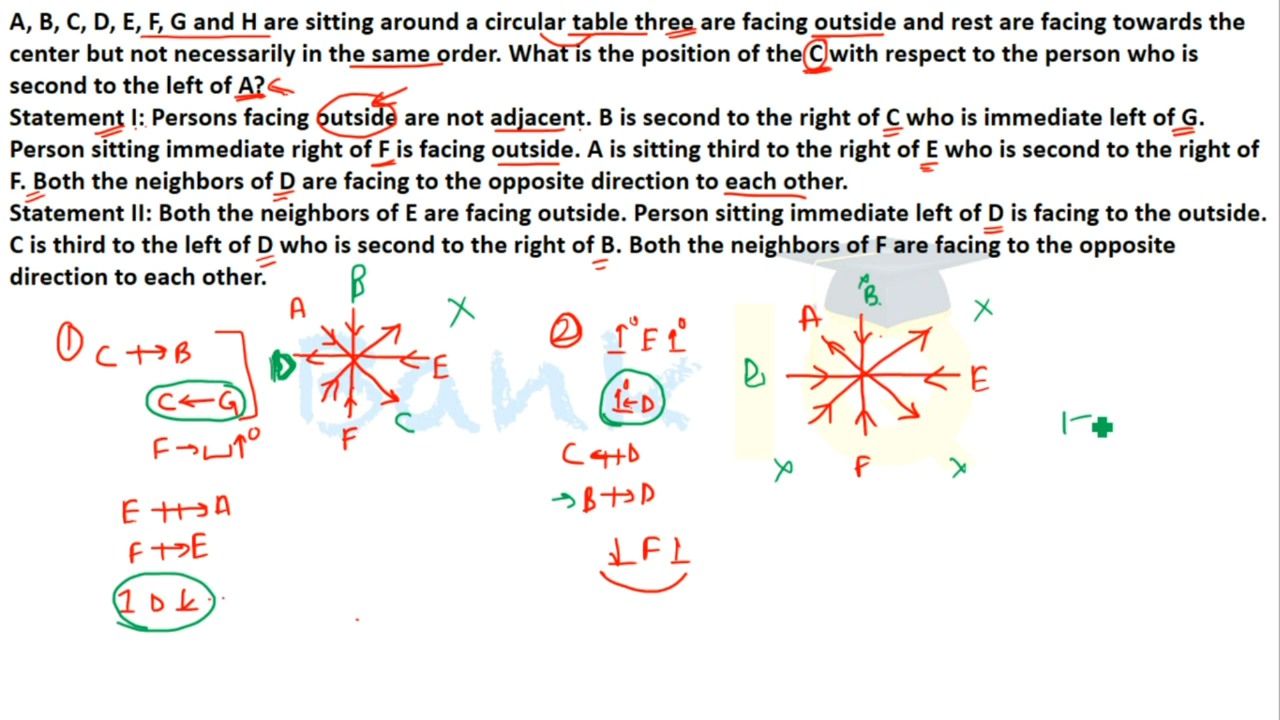 A, B, C, D, E, F, G and H are sitting around a circular table three are facing outside and rest are facing towards the
center but not necessarily in the same order. What is the position of the C with respect to the person who is
second to the left of A?
Statement I: Persons facing outside are not adjacent. B is second to the right of C who is immediate left of G.
Person sitting immediate right of F is facing outside. A is sitting third to the right of E who is second to the right of
F. Both the neighbors of D are facing to the opposite direction to each other.
Statement II: Both the neighbors of E are facing outside. Person sitting immediate left of D is facing to the outside.
C is third to the left of D who is second to the right of B. Both the neighbors of F are facing to the opposite
direction to each other.
B
A X
① C B
D E
C ← G
C
F → F
E A
F E
D
② E
D
C D
→ B → D
F
B
A X
D E
X F X
Bank IQ